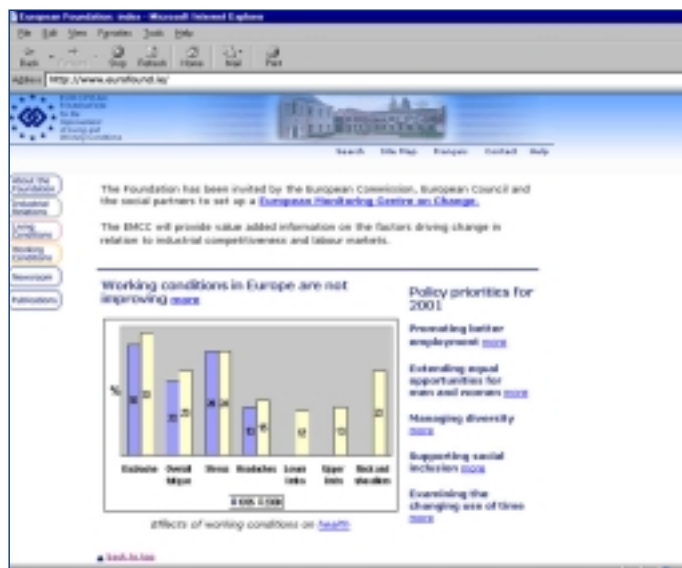 European Foundation index - Microsoft Internet Explorer
File Edit View Favorites Tools Help
Back Stop Refresh Home Mail Print
Address http://www.eurofound.ie/
Search Site Map Français Contact Help
About the
Foundation
Industrial
Relations
Living
Conditions
Working
Conditions
Newsroom
Publications
The Foundation has been invited by the European Commission, European Council and
the social partners to set up a European Monitoring Centre on Change.
The EMCC will provide value added information on the factors driving change in
relation to industrial competitiveness and labour markets.
Working conditions in Europe are not
improving more
%
Backache Overall
fatigue Stress Headaches Lower
limbs Upper
limbs Neck and
shoulders
Effects of working conditions on health
back to top
Policy priorities for
2001
Promoting better
employment more
Extending equal
opportunities for
men and women more
Managing diversity
more
Supporting social
inclusion more
Examining the
changing use of time
more